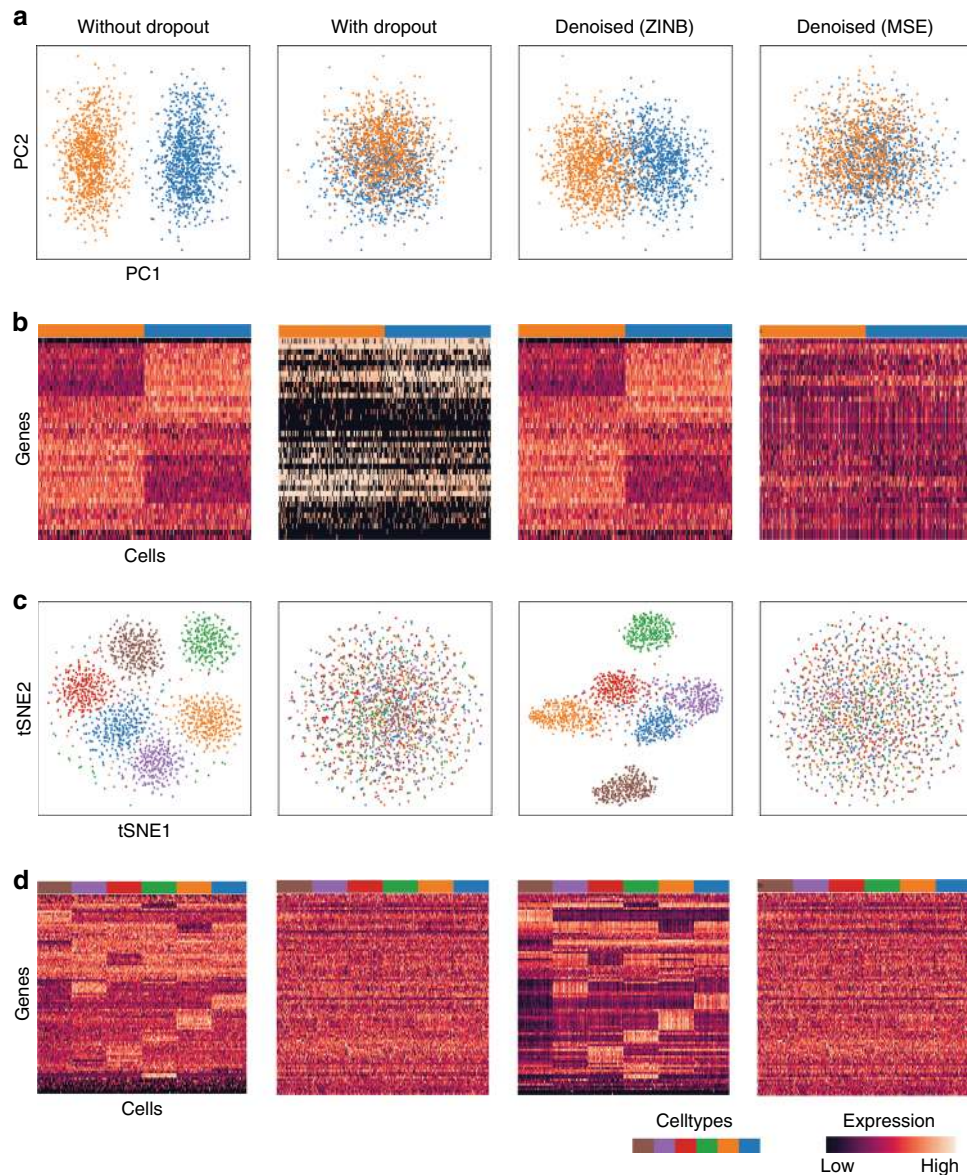 a
Without dropout
With dropout
Denoised (ZINB)
Denoised (MSE)
PC2
PC1
b
Genes
Cells
c
tSNE2
tSNE1
d
Genes
Cells
Celltypes
Expression
Low
High